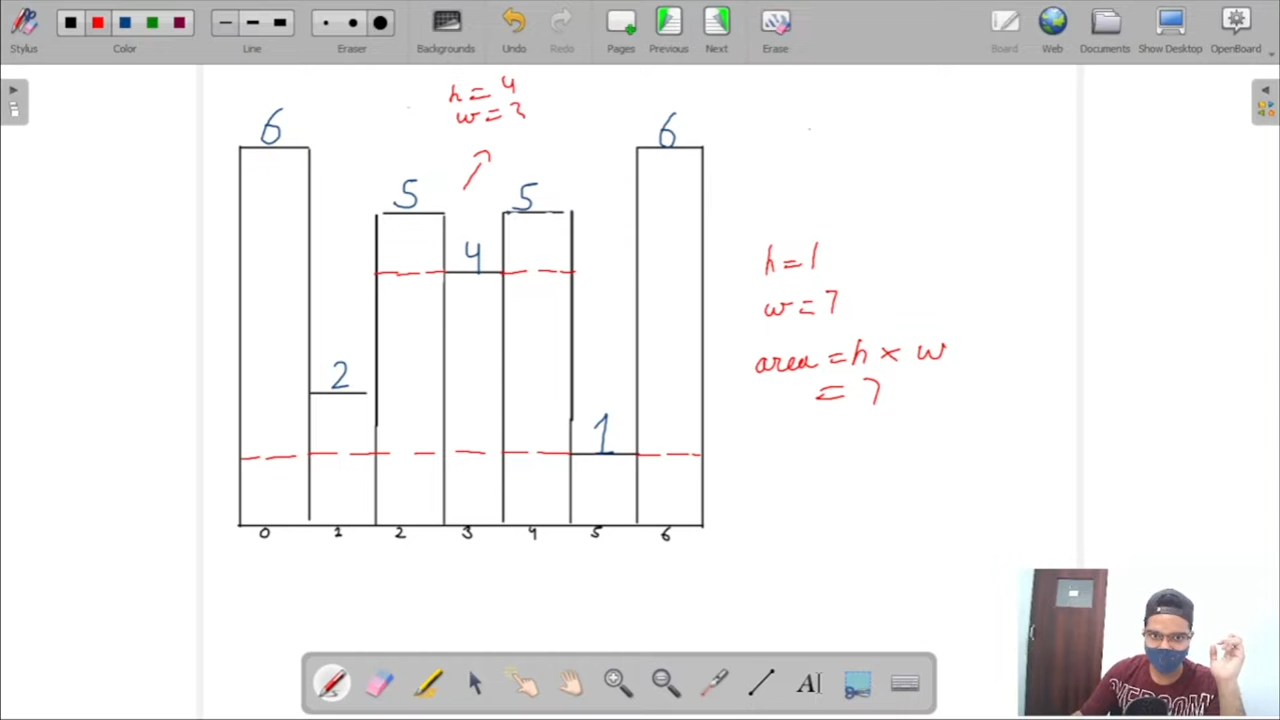 Stylus
Color
Line
Eraser
Backgrounds
Undo
Redo
Pages
Previous
Next
Erase
Board
Web
Documents
Show Desktop
OpenBoard
h = 4
w = 3
6
6
5
5
4
2
1
h = 1
w = 7
area = h × w
= 7
0 1 2 3 4 5 6
A
OVERCOM